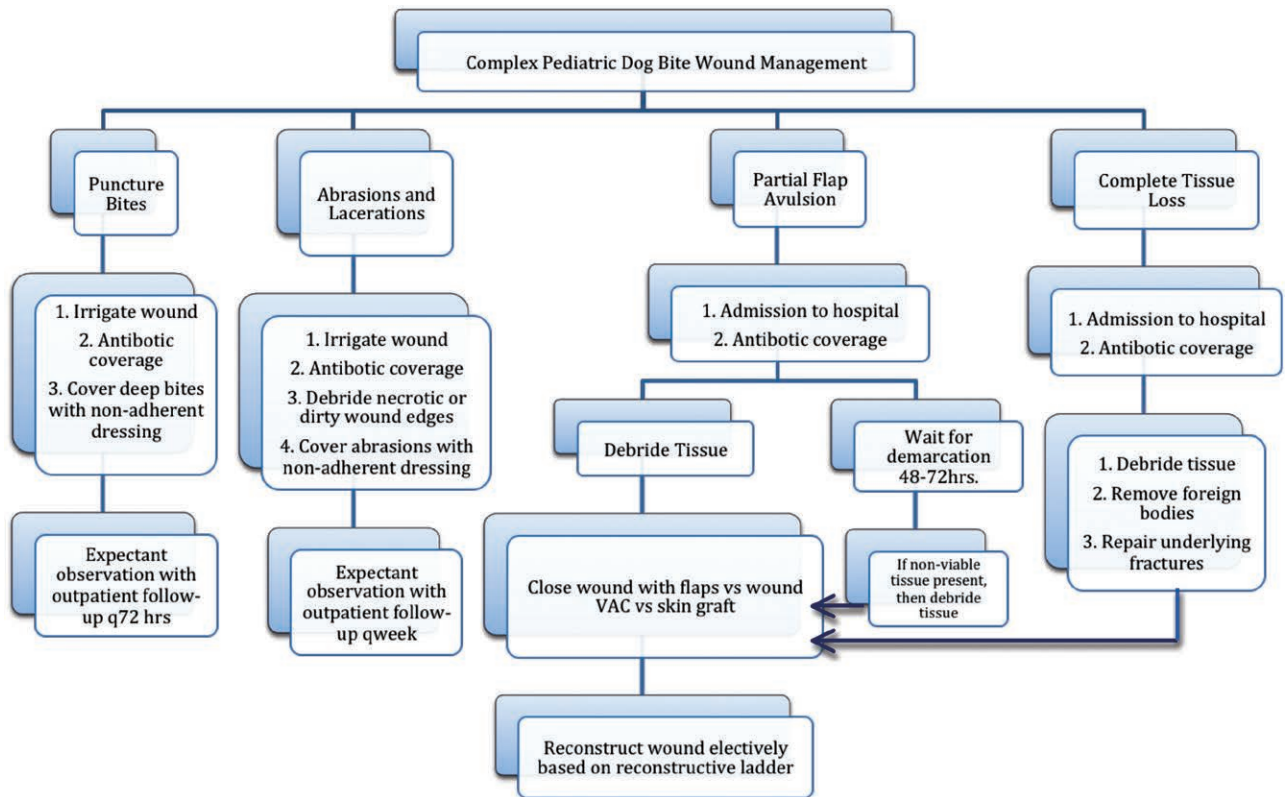 Complex Pediatric Dog Bite Wound Management
Puncture
Bites
Abrasions and
Lacerations
Partial Flap
Avulsion
Complete Tissue
Loss
1. Irrigate wound
2. Antibotic
coverage
3. Cover deep bites
with non-adherent
dressing
1. Irrigate wound
2. Antibotic coverage
3. Debride necrotic or
dirty wound edges
4. Cover abrasions with
non-adherent dressing
1. Admission to hospital
2. Antibotic coverage
1. Admission to hospital
2. Antibotic coverage
Debride Tissue
Wait for
demarcation
48-72hrs.
1. Debride tissue
2. Remove foreign
bodies
3. Repair underlying
fractures
Expectant
observation with
outpatient follow-
up q72 hrs
Expectant
observation with
outpatient follow-
up qweek
Close wound with flaps vs wound
VAC vs skin graft
If non-viable
tissue present,
then debride
tissue
Reconstruct wound electively
based on reconstructive ladder